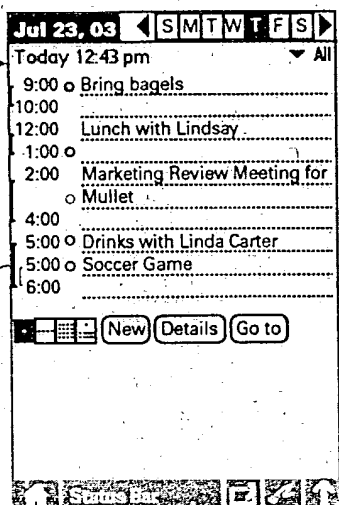 Jul 23, 03 S M T W T F S
Today 12:43 pm All
9:00 Bring bagels
10:00
12:00 Lunch with Lindsay
1:00
2:00 Marketing Review Meeting for
Mullet
4:00
5:00 Drinks with Linda Carter
5:00 Soccer Game
6:00
New Details Go to
Status Bar